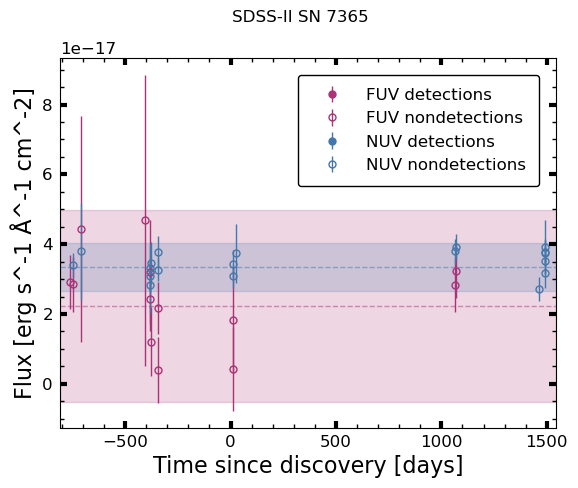 SDSS-II SN 7365
1e−17
FUV detections
FUV nondetections
NUV detections
NUV nondetections
8
6
4
2
0
Flux [erg s^-1 Å^-1 cm^-2]
−500
0
500
1000
1500
Time since discovery [days]